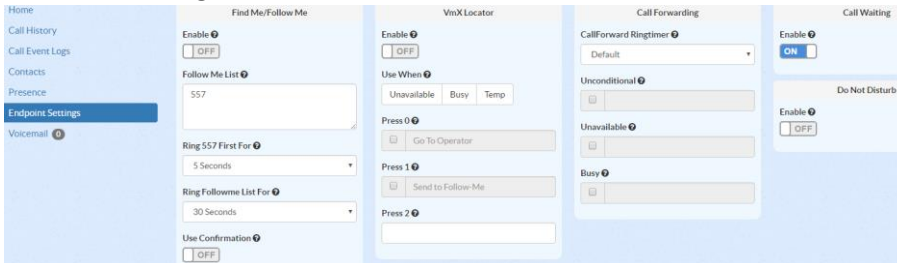 Home
Call History
Call Event Logs
Contacts
Presence
Endpoint Settings
Voicemail 0
Find Me/Follow Me
Enable
OFF
Follow Me List
557
Ring 557 First For
5 Seconds
Ring Followme List For
30 Seconds
Use Confirmation
OFF
VmX Locator
Enable
OFF
Use When
Unavailable Busy Temp
Press 0
Go To Operator
Press 1
Send to Follow-Me
Press 2
Call Forwarding
CallForward Ringtimer
Default
Unconditional
Unavailable
Busy
Call Waiting
Enable
ON
Do Not Disturb
Enable
OFF